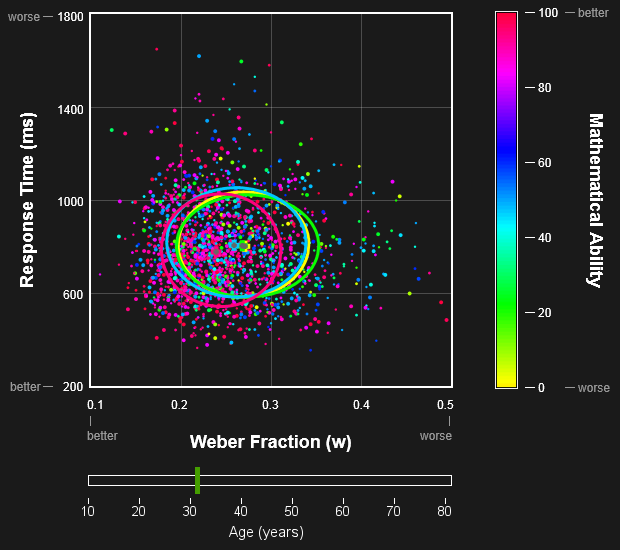 worse
1800
1400
1000
600
better
200
Response Time (ms)
0.1
0.2
0.3
0.4
0.5
better
Weber Fraction (w)
worse
10
20
30
40
50
60
70
80
Age (years)
100
better
80
60
40
20
0
worse
Mathematical Ability